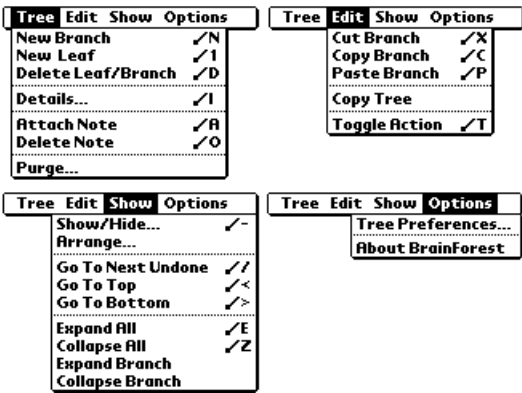 Tree Edit Show Options
New Branch ⁄N
New Leaf ⁄1
Delete Leaf/Branch ⁄D
Details... ⁄I
Attach Note ⁄A
Delete Note ⁄O
Purge...
Tree Edit Show Options
Cut Branch ⁄X
Copy Branch ⁄C
Paste Branch ⁄P
Copy Tree
Toggle Action ⁄T
Tree Edit Show Options
Show/Hide... ⁄-
Arrange...
Go To Next Undone ⁄/
Go To Top ⁄<
Go To Bottom ⁄>
Expand All ⁄E
Collapse All ⁄Z
Expand Branch
Collapse Branch
Tree Edit Show Options
Tree Preferences...
About BrainForest